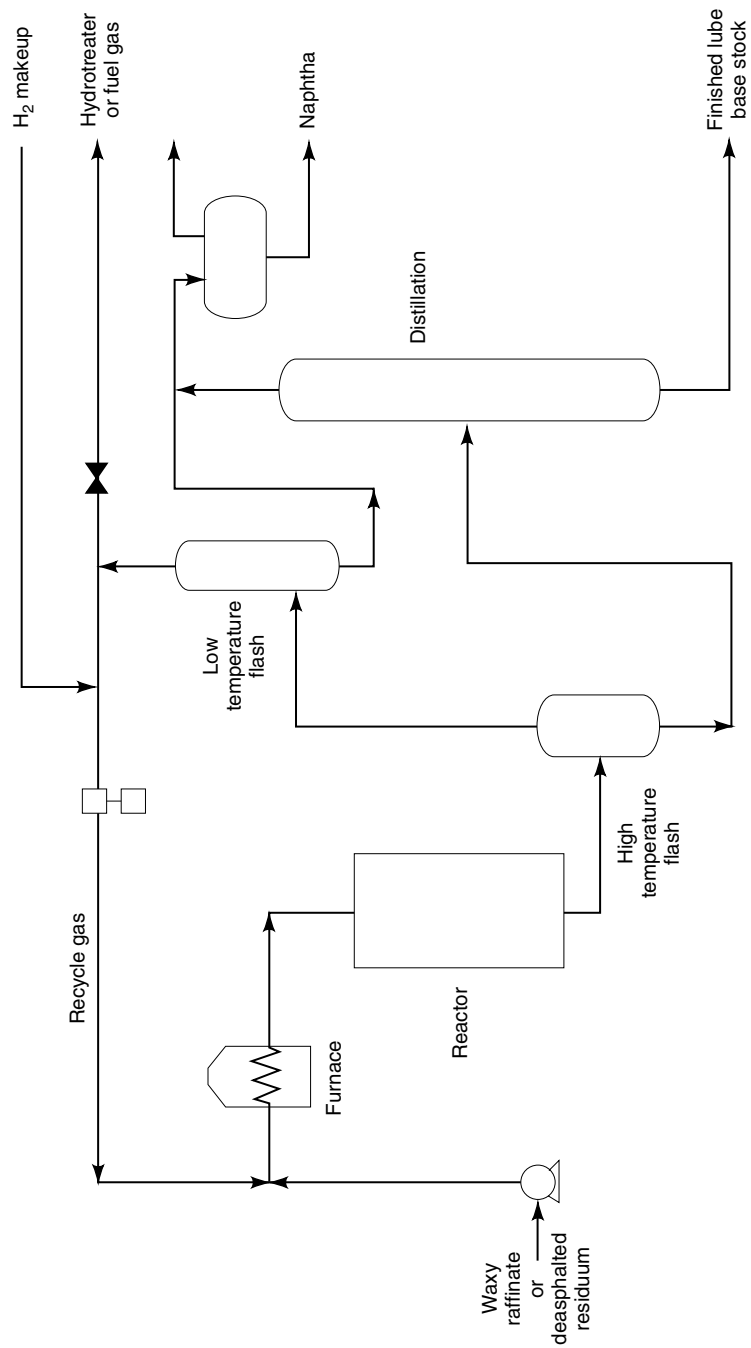 H2 makeup
Hydrotreater
or fuel gas
Naphtha
Finished lube
base stock
Distillation
Low
temperature
flash
High
temperature
flash
Recycle gas
Reactor
Furnace
Waxy
raffinate
or
deasphalted
residuum